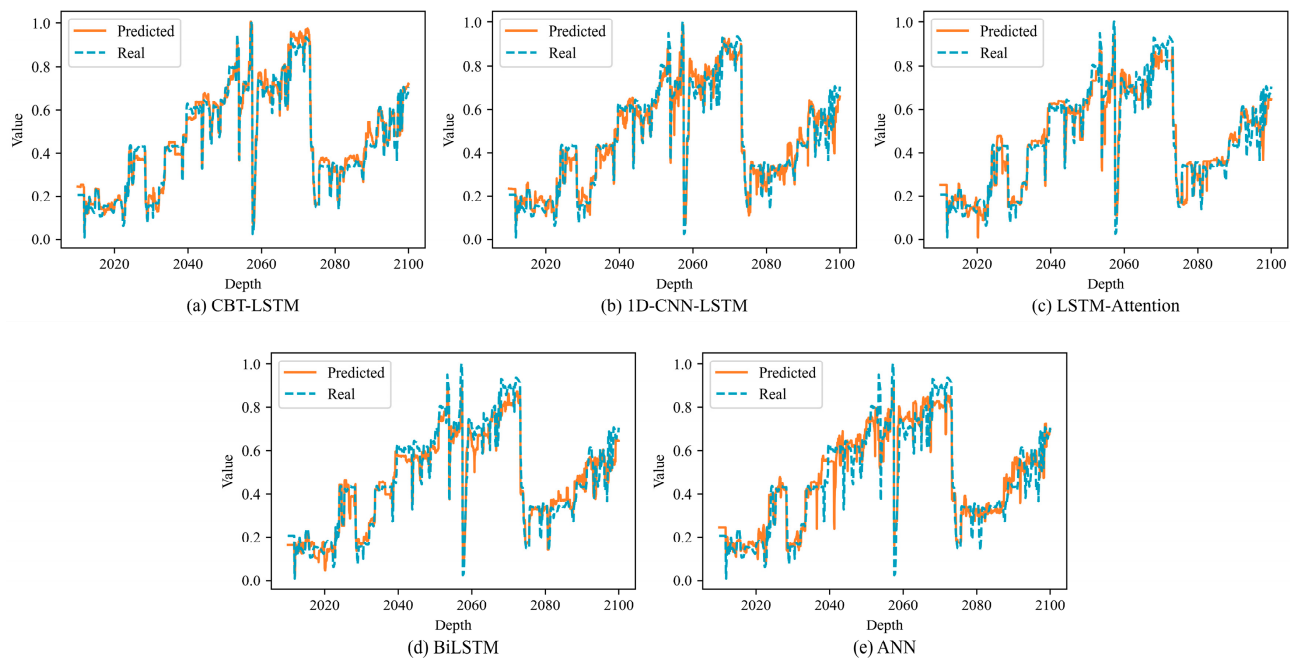 Predicted
Real
1.0
0.8
0.6
0.4
0.2
0.0
Value
2020
2040
2060
2080
2100
Depth
(a) CBT-LSTM
Predicted
Real
1.0
0.8
0.6
0.4
0.2
0.0
Value
2020
2040
2060
2080
2100
Depth
(b) 1D-CNN-LSTM
Predicted
Real
1.0
0.8
0.6
0.4
0.2
0.0
Value
2020
2040
2060
2080
2100
Depth
(c) LSTM-Attention
Predicted
Real
1.0
0.8
0.6
0.4
0.2
0.0
Value
2020
2040
2060
2080
2100
Depth
(d) BiLSTM
Predicted
Real
1.0
0.8
0.6
0.4
0.2
0.0
Value
2020
2040
2060
2080
2100
Depth
(e) ANN